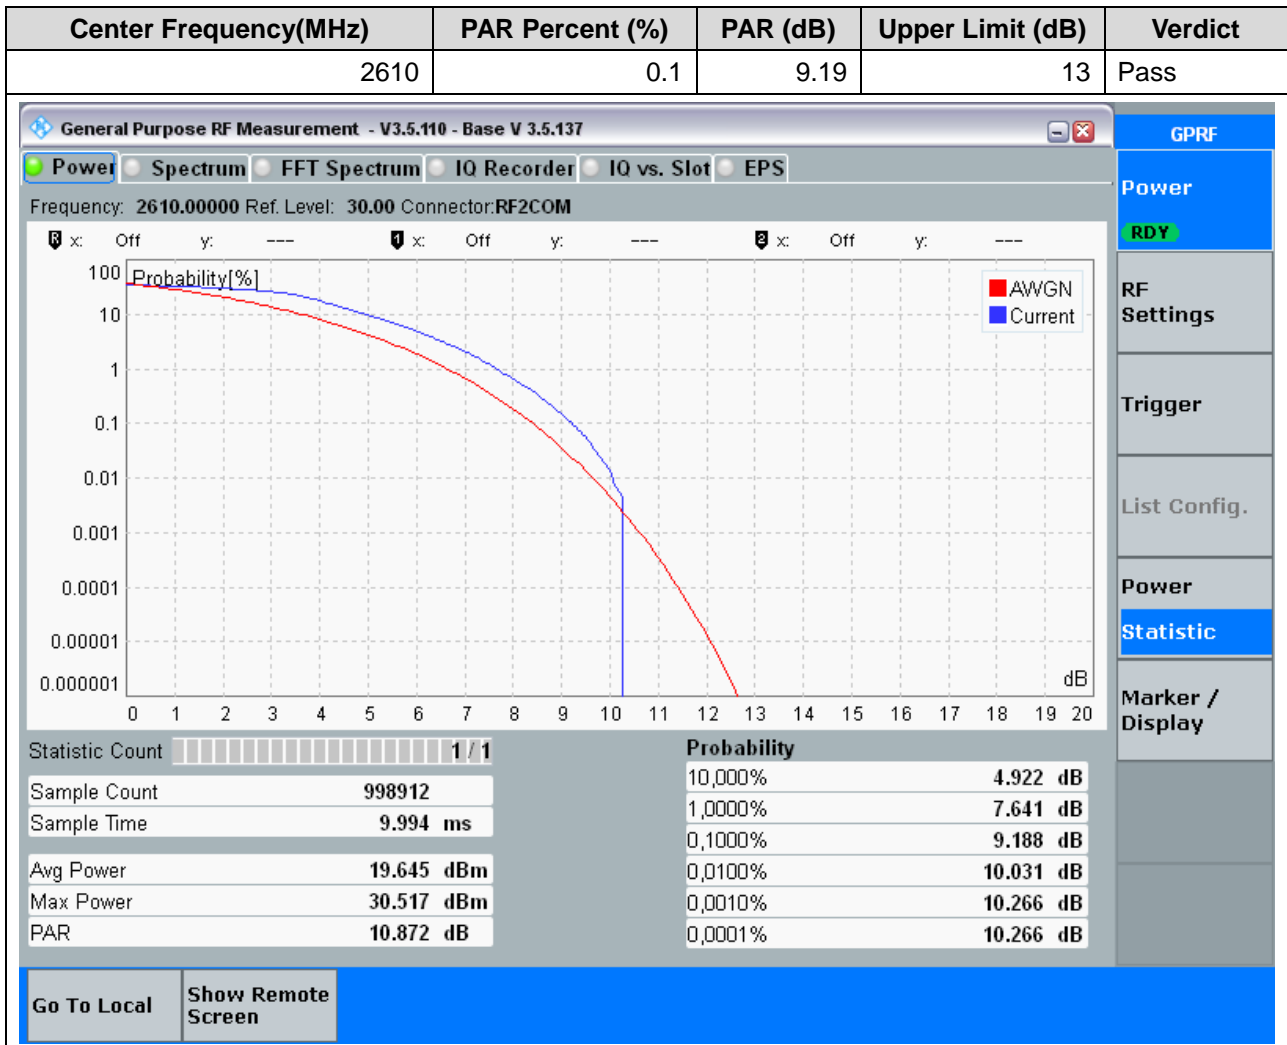 Center Frequency(MHz) PAR Percent (%) PAR (dB) Upper Limit (dB) Verdict
2610 0.1 9.19 13 Pass
General Purpose RF Measurement - V3.5.110 - Base V 3.5.137
GPRF
Power Spectrum FFT Spectrum IQ Recorder IQ vs. Slot EPS
Frequency: 2610.00000 Ref. Level: 30.00 Connector:RF2COM
R x: Off y: --- 1 x: Off y: --- 2 x: Off y: ---
Power
RDY
RF
Settings
Trigger
List Config.
Power
Statistic
Marker /
Display
Probability[%]
AWGN
Current
100
10
1
0.1
0.01
0.001
0.0001
0.00001
0.000001
dB
0 1 2 3 4 5 6 7 8 9 10 11 12 13 14 15 16 17 18 19 20
Statistic Count 1 / 1
Sample Count 998912
Sample Time 9.994 ms
Avg Power 19.645 dBm
Max Power 30.517 dBm
PAR 10.872 dB
Probability
10,000% 4.922 dB
1,0000% 7.641 dB
0,1000% 9.188 dB
0,0100% 10.031 dB
0,0010% 10.266 dB
0,0001% 10.266 dB
Go To Local
Show Remote
Screen